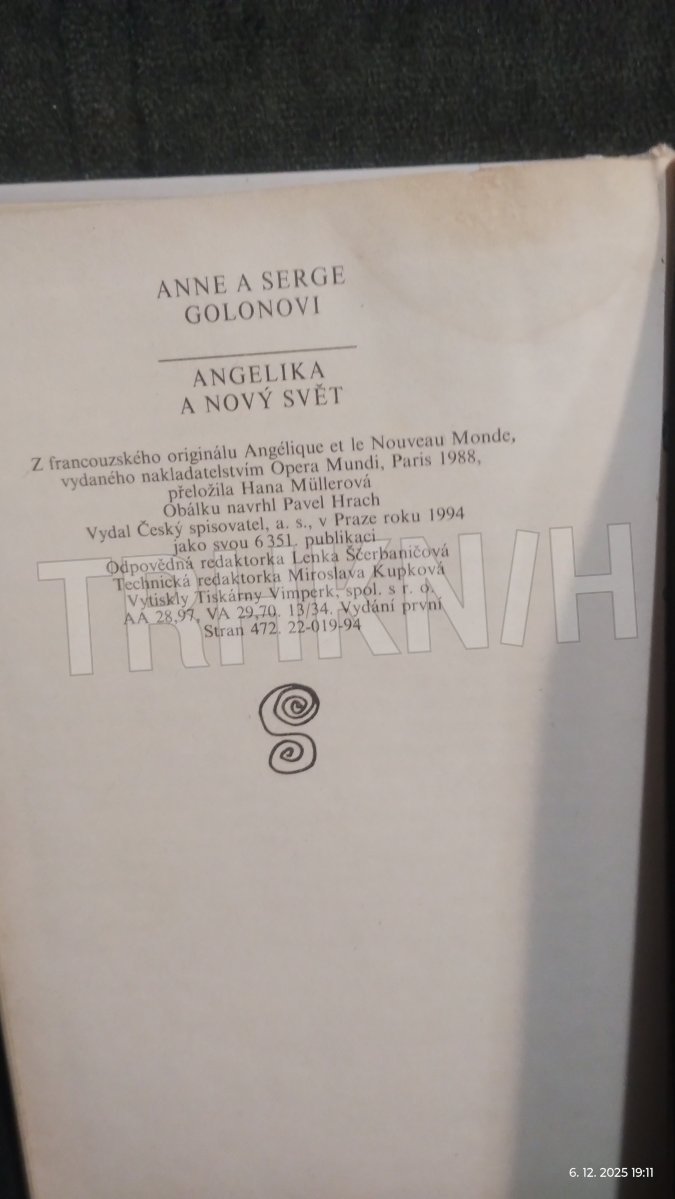 ANNE A SERGE
GOLONOVI
ANGELIKA
A NOVÝ SVĚT
Z francouzského originálu Angélique et le Nouveau Monde,
vydaného nakladatelstvím Opera Mundi, Paris 1988,
přeložila Hana Müllerová
Obálku navrhl Pavel Hrach
Vydal Český spisovatel, a. s., v Praze roku 1994
jako svou 6 351. publikaci
Odpovědná redaktorka Lenka Ščerbaničová
Technická redaktorka Miroslava Kupková
Vytiskly Tiskárny Vimperk, spol. s r. o.
AA 28,97, VA 29,70. 13/34. Vydání první
Stran 472. 22-019-94
TRHKN/H
6. 12. 2025 19:11